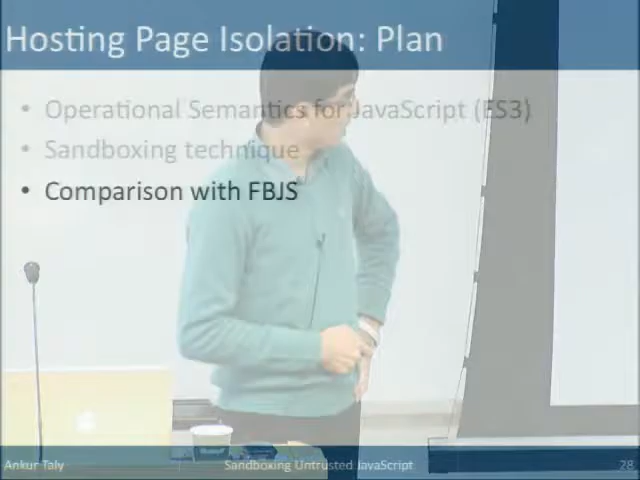 Hosting Page Isolation: Plan
• Operational Semantics for JavaScript (ES3)
• Sandboxing technique
• Comparison with FBJS
Ankur Taly
Sandboxing Untrusted JavaScript
28